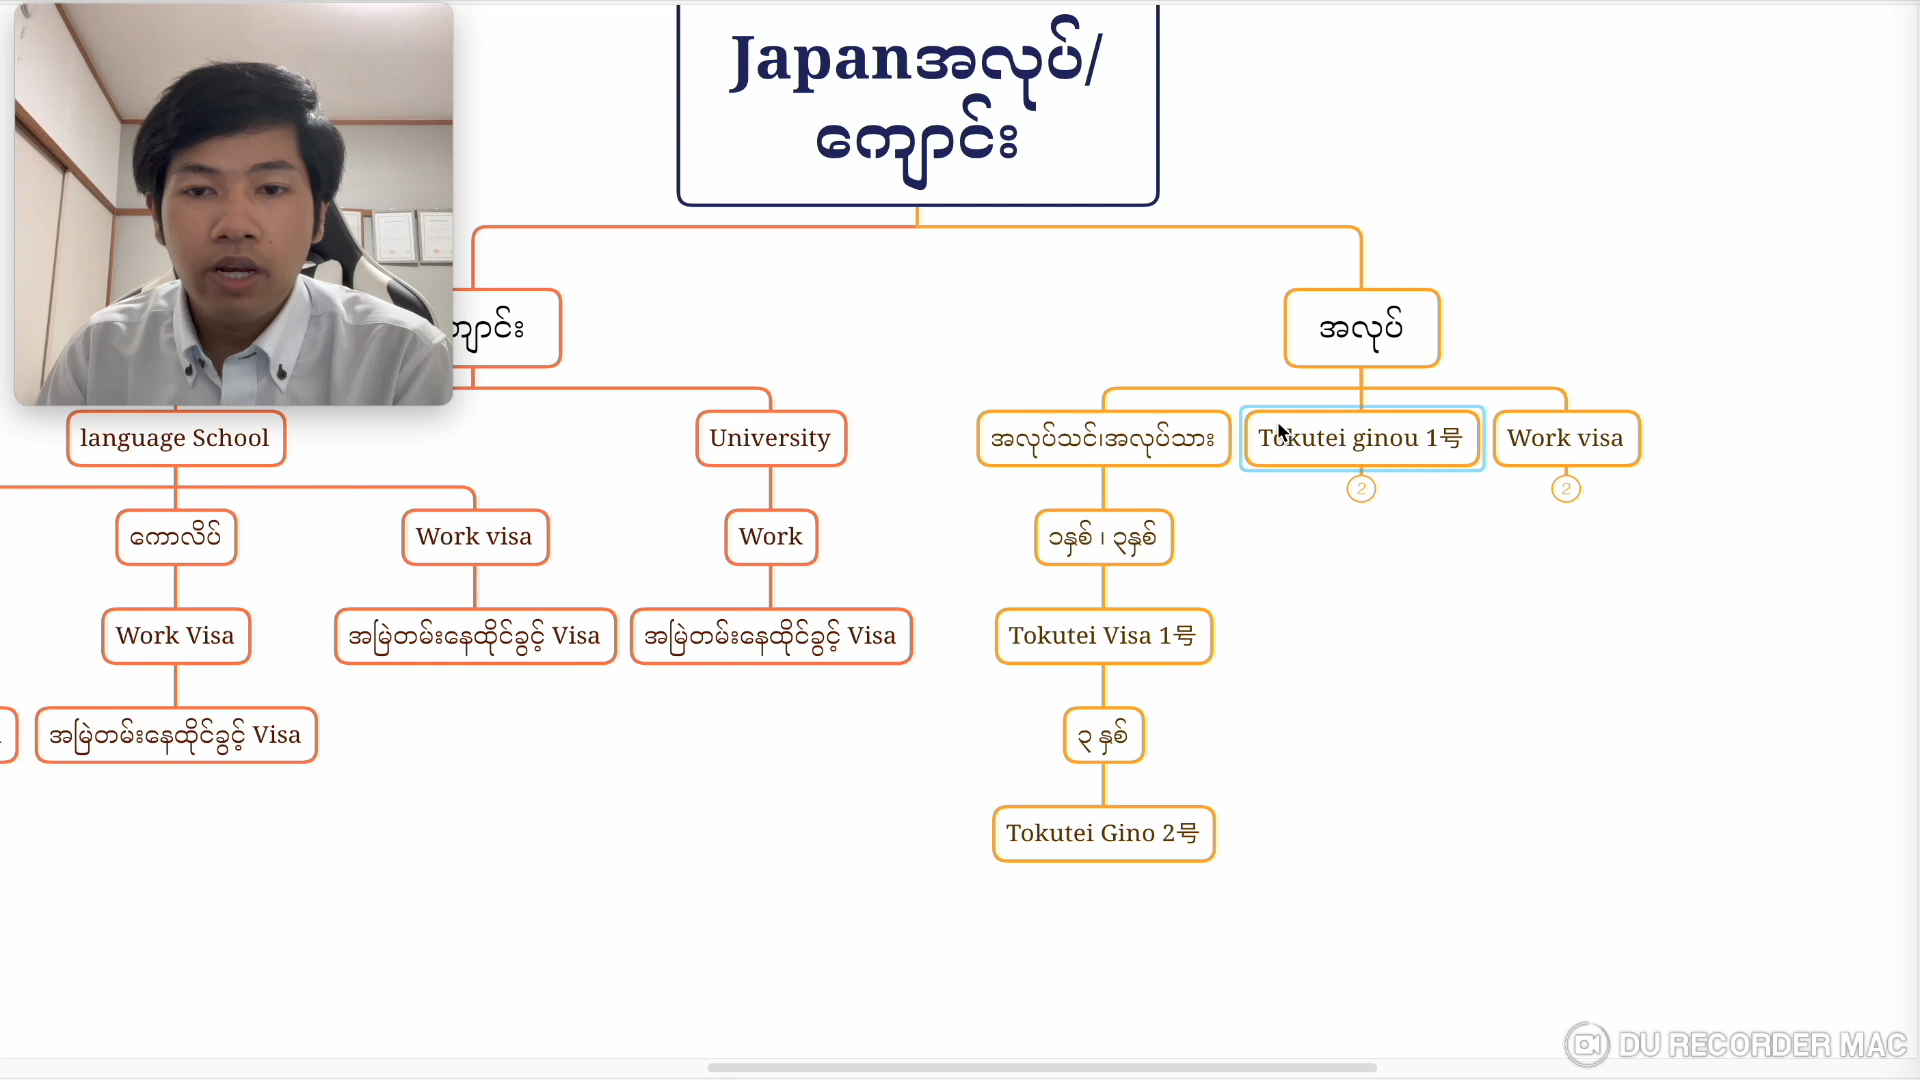 Japanအလုပ်/
ကျောင်း
အလုပ်
language School
University
အလုပ်သင်၊အလုပ်သား
Tokutei ginou 1号
Work visa
2
2
ကောလိပ်
Work visa
Work
၁နှစ် ၊ ၃နှစ်
Work Visa
အမြဲတမ်းနေထိုင်ခွင့် Visa
အမြဲတမ်းနေထိုင်ခွင့် Visa
Tokutei Visa 1号
အမြဲတမ်းနေထိုင်ခွင့် Visa
၃ နှစ်
Tokutei Gino 2号
DU RECORDER MAC